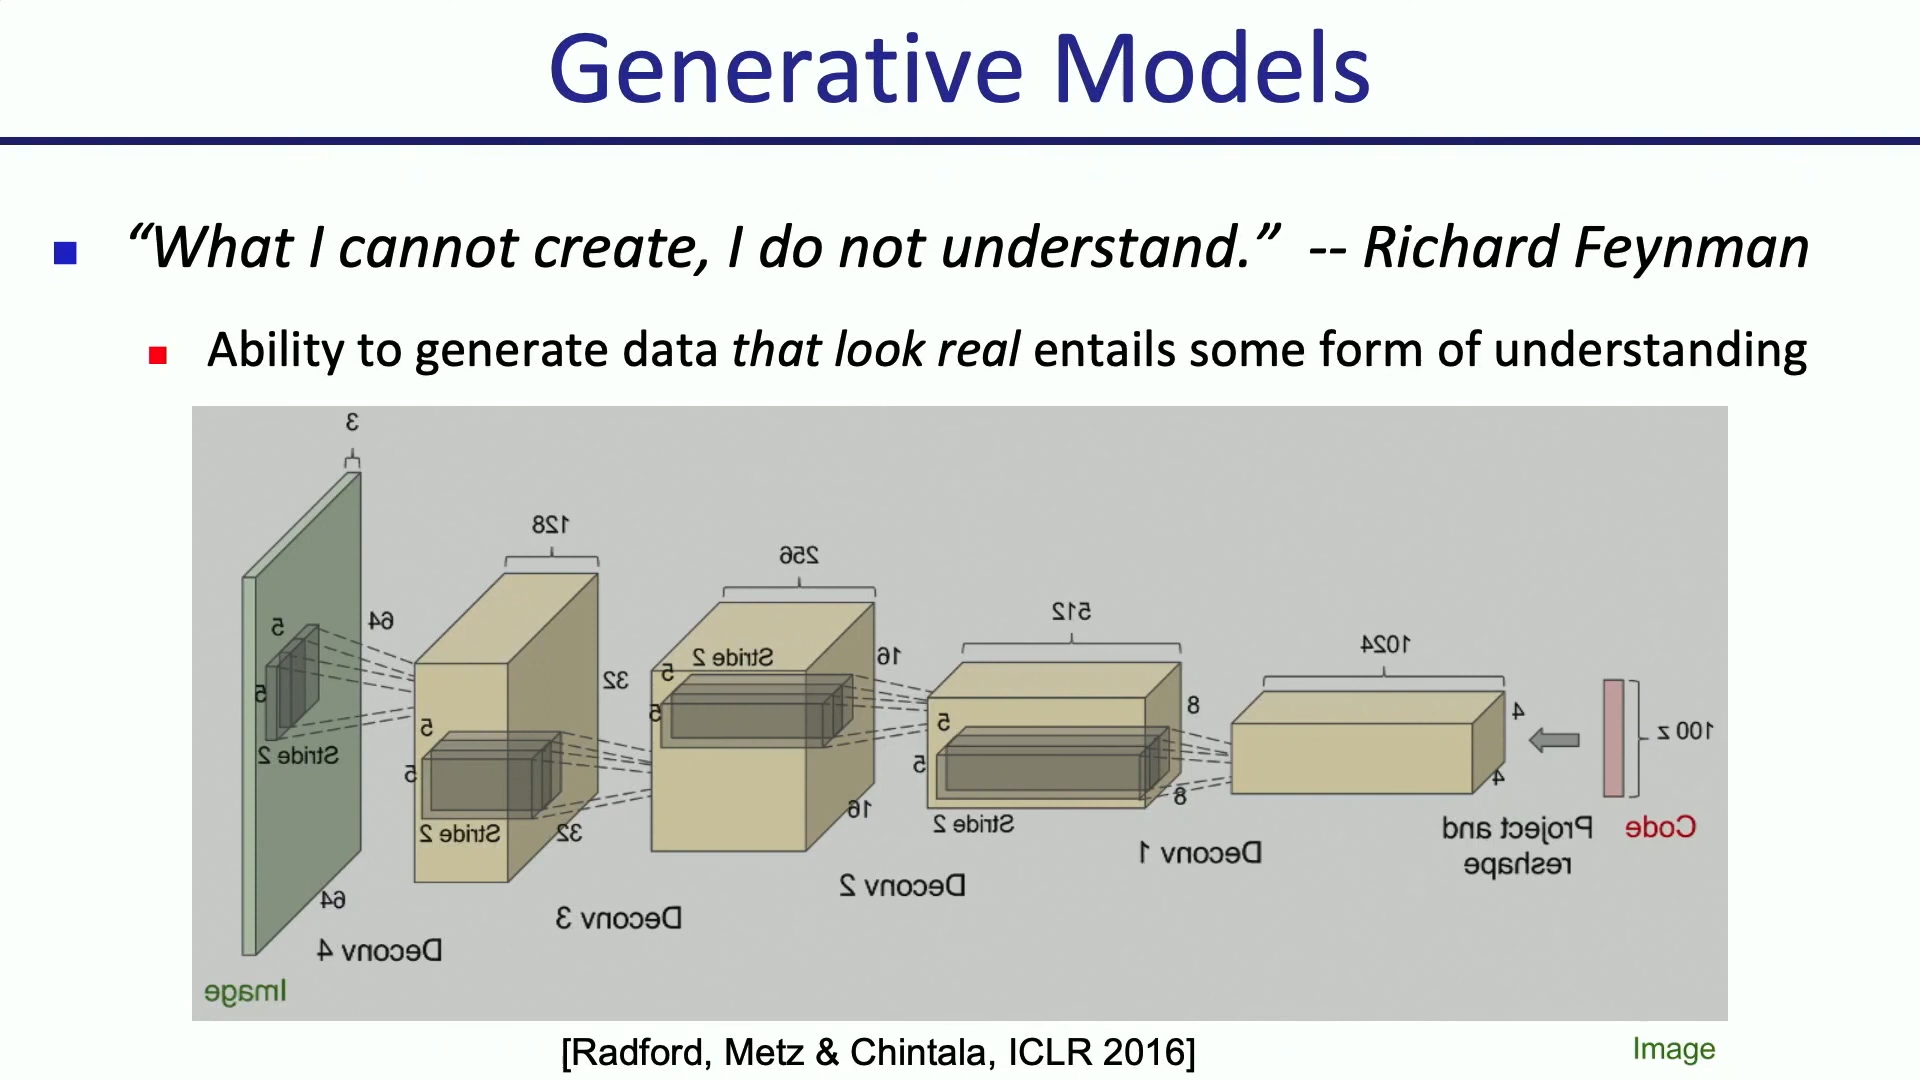 Generative Models
“What I cannot create, I do not understand.” -- Richard Feynman
Ability to generate data that look real entails some form of understanding
3
128
256
512
1024
5
64
5
Stride 2
64
Deconv 4
Image
32
5
5
Stride 2
32
Deconv 3
Stride 2
5
5
16
16
Deconv 2
5
5
8
8
Stride 2
Deconv 1
4
4
Project and
reshape
100 z
Code
[Radford, Metz & Chintala, ICLR 2016]
Image